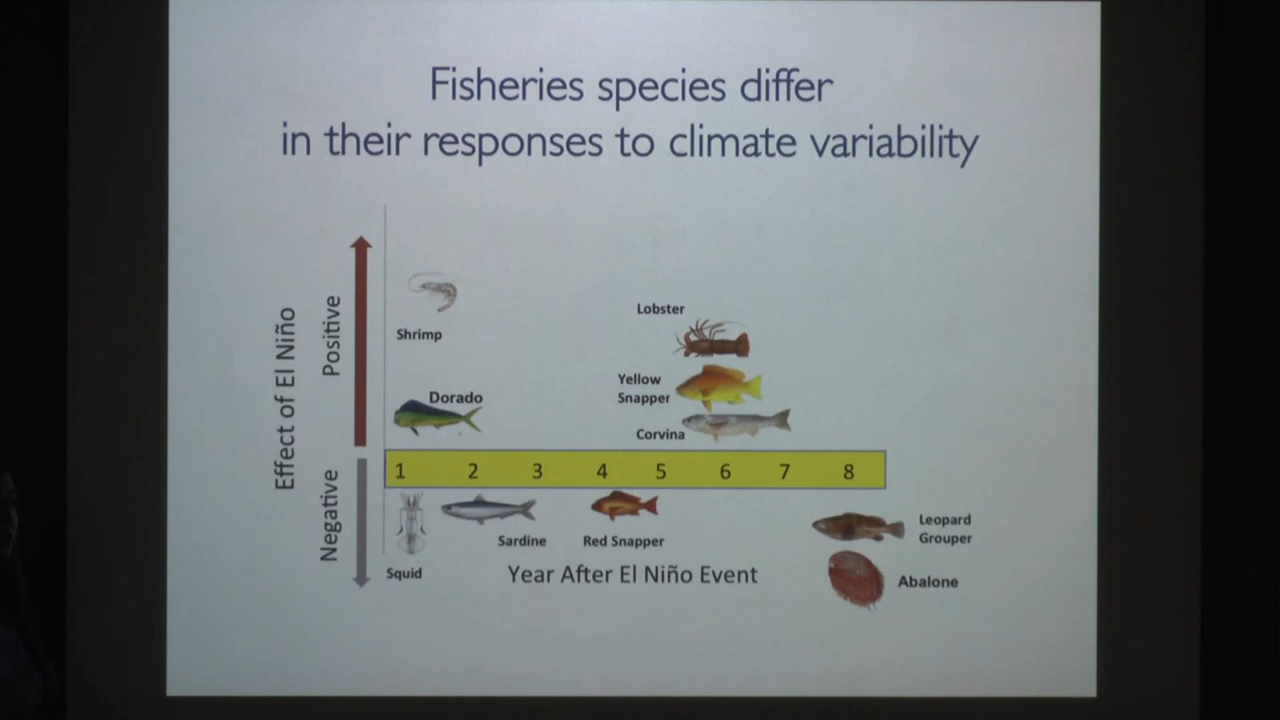 Fisheries species differ
in their responses to climate variability
Effect of El Niño
Positive
Negative
Shrimp
Dorado
Lobster
Yellow
Snapper
Corvina
1 2 3 4 5 6 7 8
Squid
Sardine
Red Snapper
Leopard
Grouper
Abalone
Year After El Niño Event